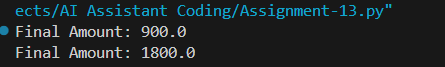 ects/AI Assistant Coding/Assignment-13.py"
Final Amount: 900.0
Final Amount: 1800.0